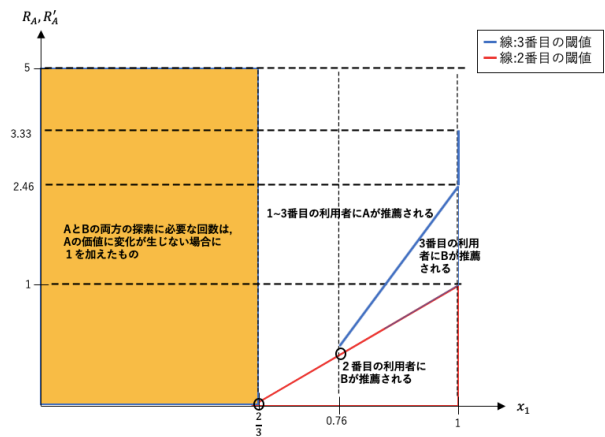 R_A, R'_A
線:3番目の閾値
線:2番目の閾値
5
3.33
2.46
1
AとBの両方の探索に必要な回数は,
Aの価値に変化が生じない場合に
1を加えたもの
1~3番目の利用者にAが推薦される
3番目の利用
者にBが推薦
される
2番目の利用者に
Bが推薦される
2/3
0.76
1
x_1